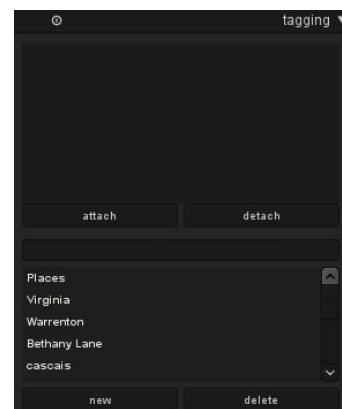 tagging
attach detach
Places
Virginia
Warrenton
Bethany Lane
cascais
new delete